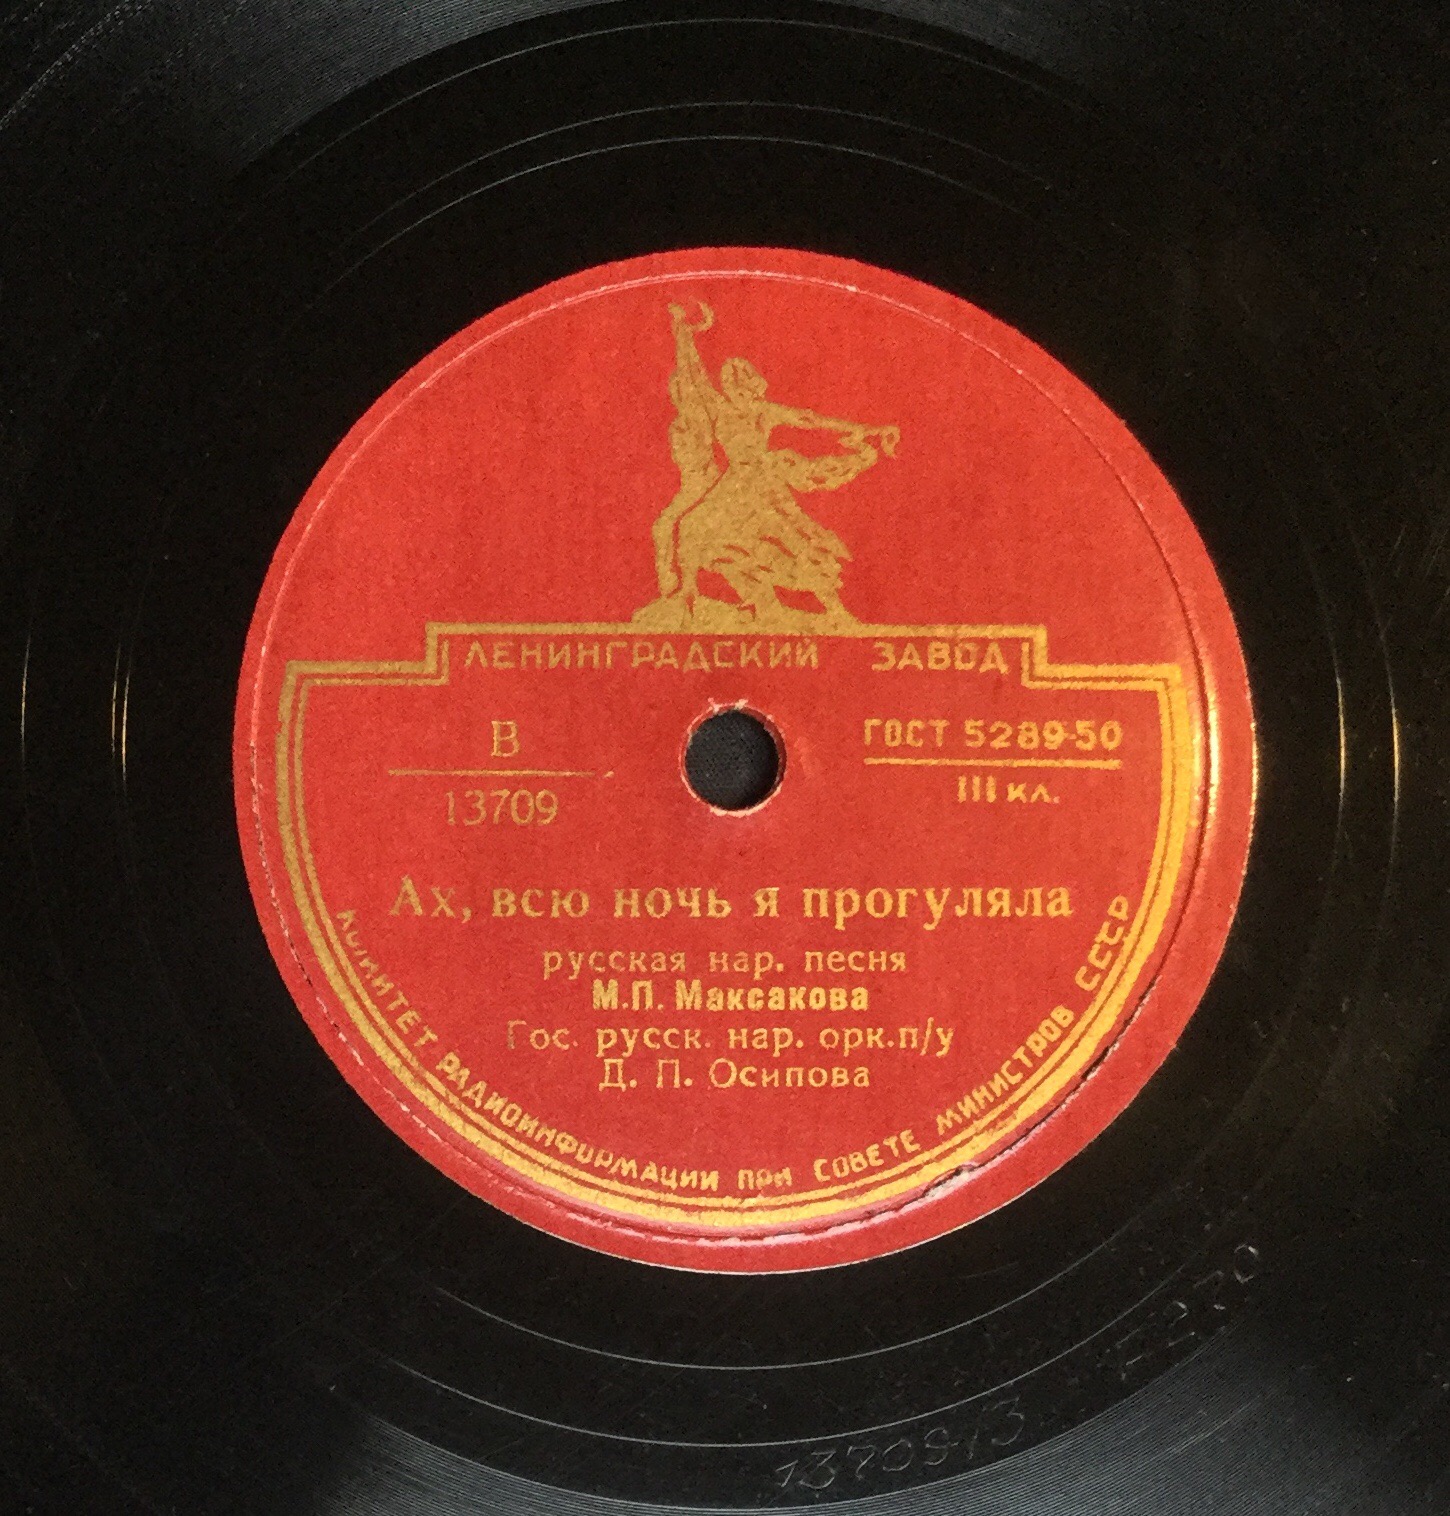 ЛЕНИНГРАДСКИЙ ЗАВОД
В
13709
ГОСТ 5289-50
III кл.
Ах, всю ночь я прогуляла
русская нар. песня
М.П. Максакова
Гос. русск. нар. орк.п/у
Д. П. Осипова
КОМИТЕТ РАДИОИНФОРМАЦИИ ПРИ СОВЕТЕ МИНИСТРОВ СССР
13709/3